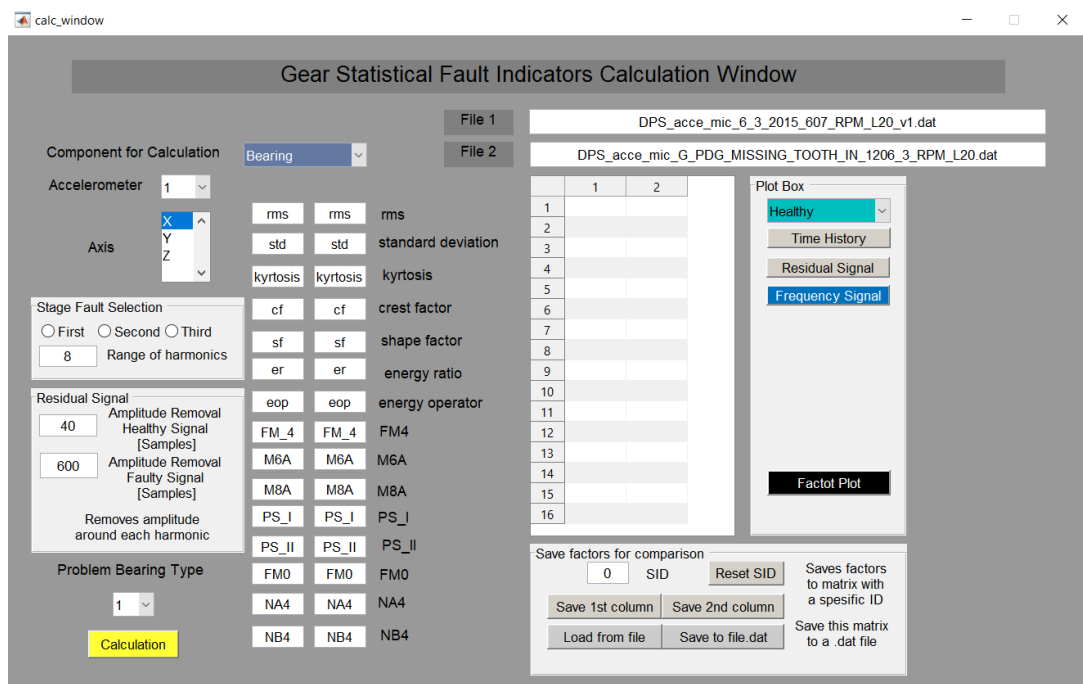 calc_window
Gear Statistical Fault Indicators Calculation Window
File 1
DPS_acce_mic_6_3_2015_607_RPM_L20_v1.dat
File 2
DPS_acce_mic_G_PDG_MISSING_TOOTH_IN_1206_3_RPM_L20.dat
Component for Calculation
Bearing
Accelerometer
1
Axis
X
Y
Z
Stage Fault Selection
First Second Third
8 Range of harmonics
Residual Signal
40
Amplitude Removal
Healthy Signal
[Samples]
600
Amplitude Removal
Faulty Signal
[Samples]
Removes amplitude
around each harmonic
Problem Bearing Type
1
Calculation
rms rms rms
std std standard deviation
kyrtosis kyrtosis kyrtosis
cf cf crest factor
sf sf shape factor
er er energy ratio
eop eop energy operator
FM_4 FM_4 FM4
M6A M6A M6A
M8A M8A M8A
PS_I PS_I PS_I
PS_II PS_II PS_II
FM0 FM0 FM0
NA4 NA4 NA4
NB4 NB4 NB4
1 2
1
2
3
4
5
6
7
8
9
10
11
12
13
14
15
16
Plot Box
Healthy
Time History
Residual Signal
Frequency Signal
Factot Plot
Save factors for comparison
0 SID Reset SID
Save 1st column Save 2nd column
Load from file Save to file.dat
Saves factors
to matrix with
a spesific ID
Save this matrix
to a .dat file